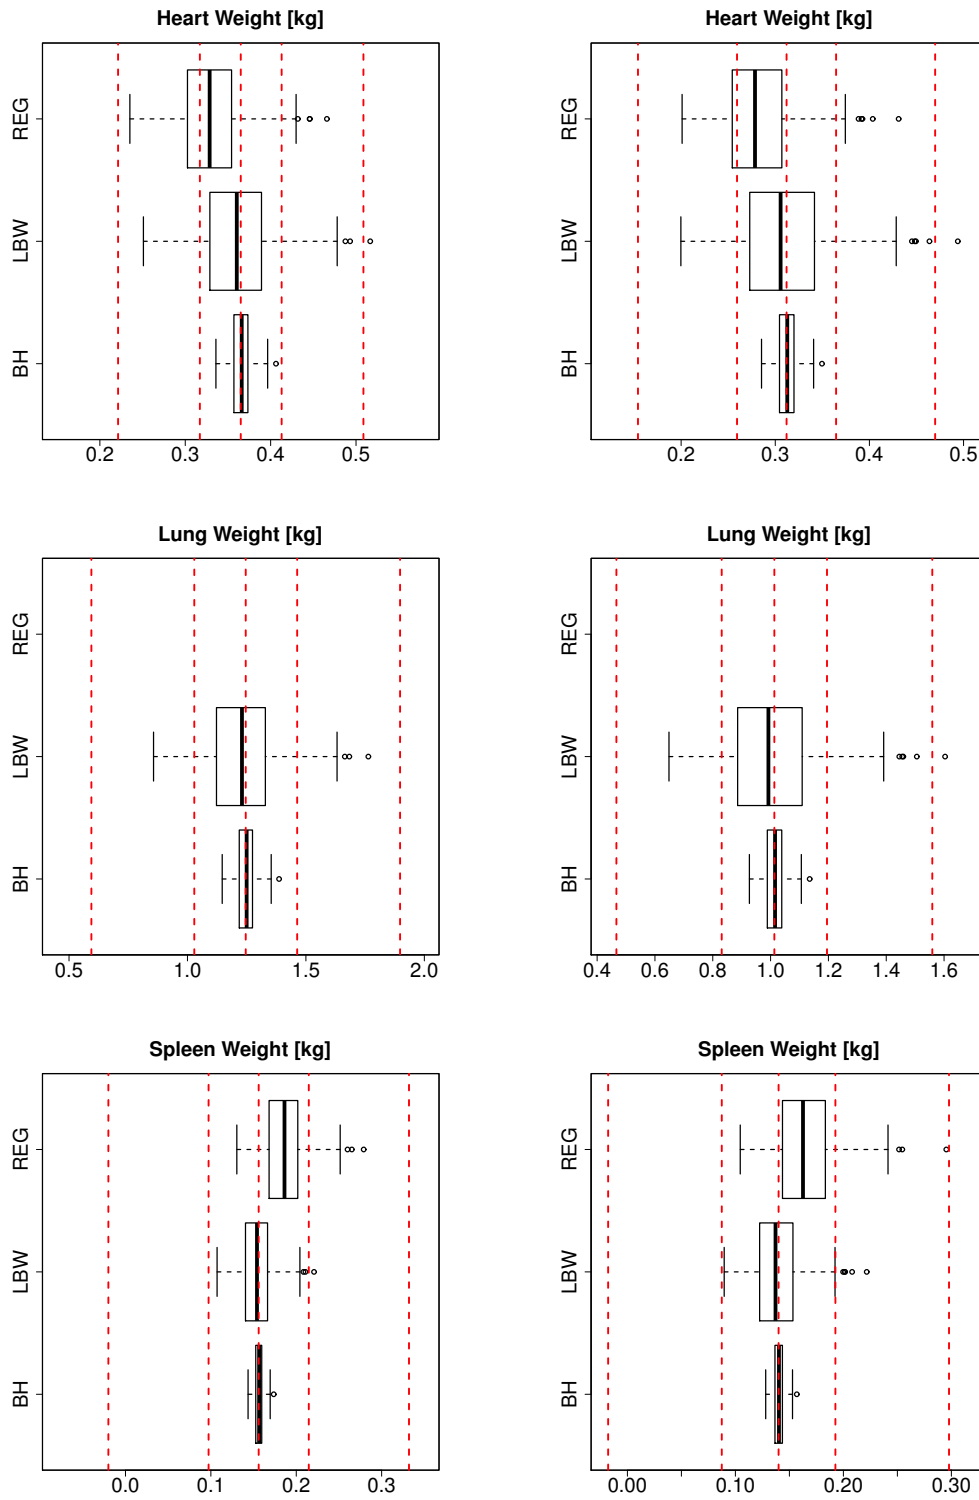 Heart Weight [kg]
Heart Weight [kg]
REG
LBW
BH
0.2 0.3 0.4 0.5
REG
LBW
BH
0.2 0.3 0.4 0.5
Lung Weight [kg]
Lung Weight [kg]
REG
LBW
BH
0.5 1.0 1.5 2.0
REG
LBW
BH
0.4 0.6 0.8 1.0 1.2 1.4 1.6
Spleen Weight [kg]
Spleen Weight [kg]
REG
LBW
BH
0.0 0.1 0.2 0.3
REG
LBW
BH
0.00 0.10 0.20 0.30